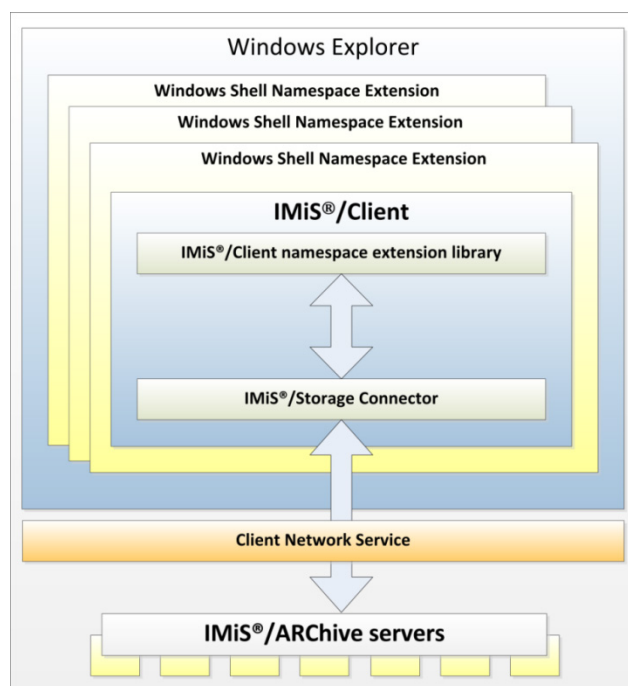 Windows Explorer
Windows Shell Namespace Extension
Windows Shell Namespace Extension
Windows Shell Namespace Extension
IMiS®/Client
IMiS®/Client namespace extension library
IMiS®/Storage Connector
Client Network Service
IMiS®/ARChive servers